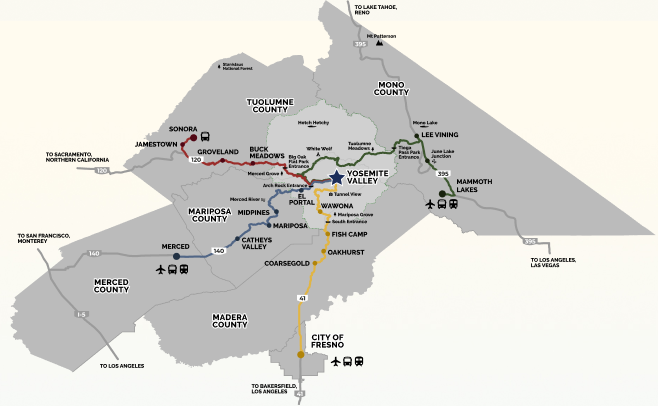 TO LAKE TAHOE,
RENO
395
Mt Patterson
Stanislaus
National Forest
MONO
COUNTY
TUOLUMNE
COUNTY
Hetch Hetchy
Mono Lake
SONORA
LEE VINING
JAMESTOWN
White Wolf
Tuolumne
Meadows
Tioga
Pass Park
Entrance
June Lake
Junction
GROVELAND
BUCK
MEADOWS
Big Oak
Flat Park
Entrance
120
TO SACRAMENTO,
NORTHERN CALIFORNIA
120
Merced Grove
YOSEMITE
VALLEY
395
MAMMOTH
LAKES
Arch Rock Entrance
Tunnel View
EL
PORTAL
Merced River
WAWONA
MARIPOSA
COUNTY
MIDPINES
Mariposa Grove
South Entrance
MARIPOSA
FISH CAMP
TO SAN FRANCISCO,
MONTEREY
MERCED
CATHEYS
VALLEY
140
140
OAKHURST
395
COARSEGOLD
TO LOS ANGELES,
LAS VEGAS
MERCED
COUNTY
41
I-5
MADERA
COUNTY
CITY OF
FRESNO
TO LOS ANGELES
TO BAKERSFIELD,
LOS ANGELES
41